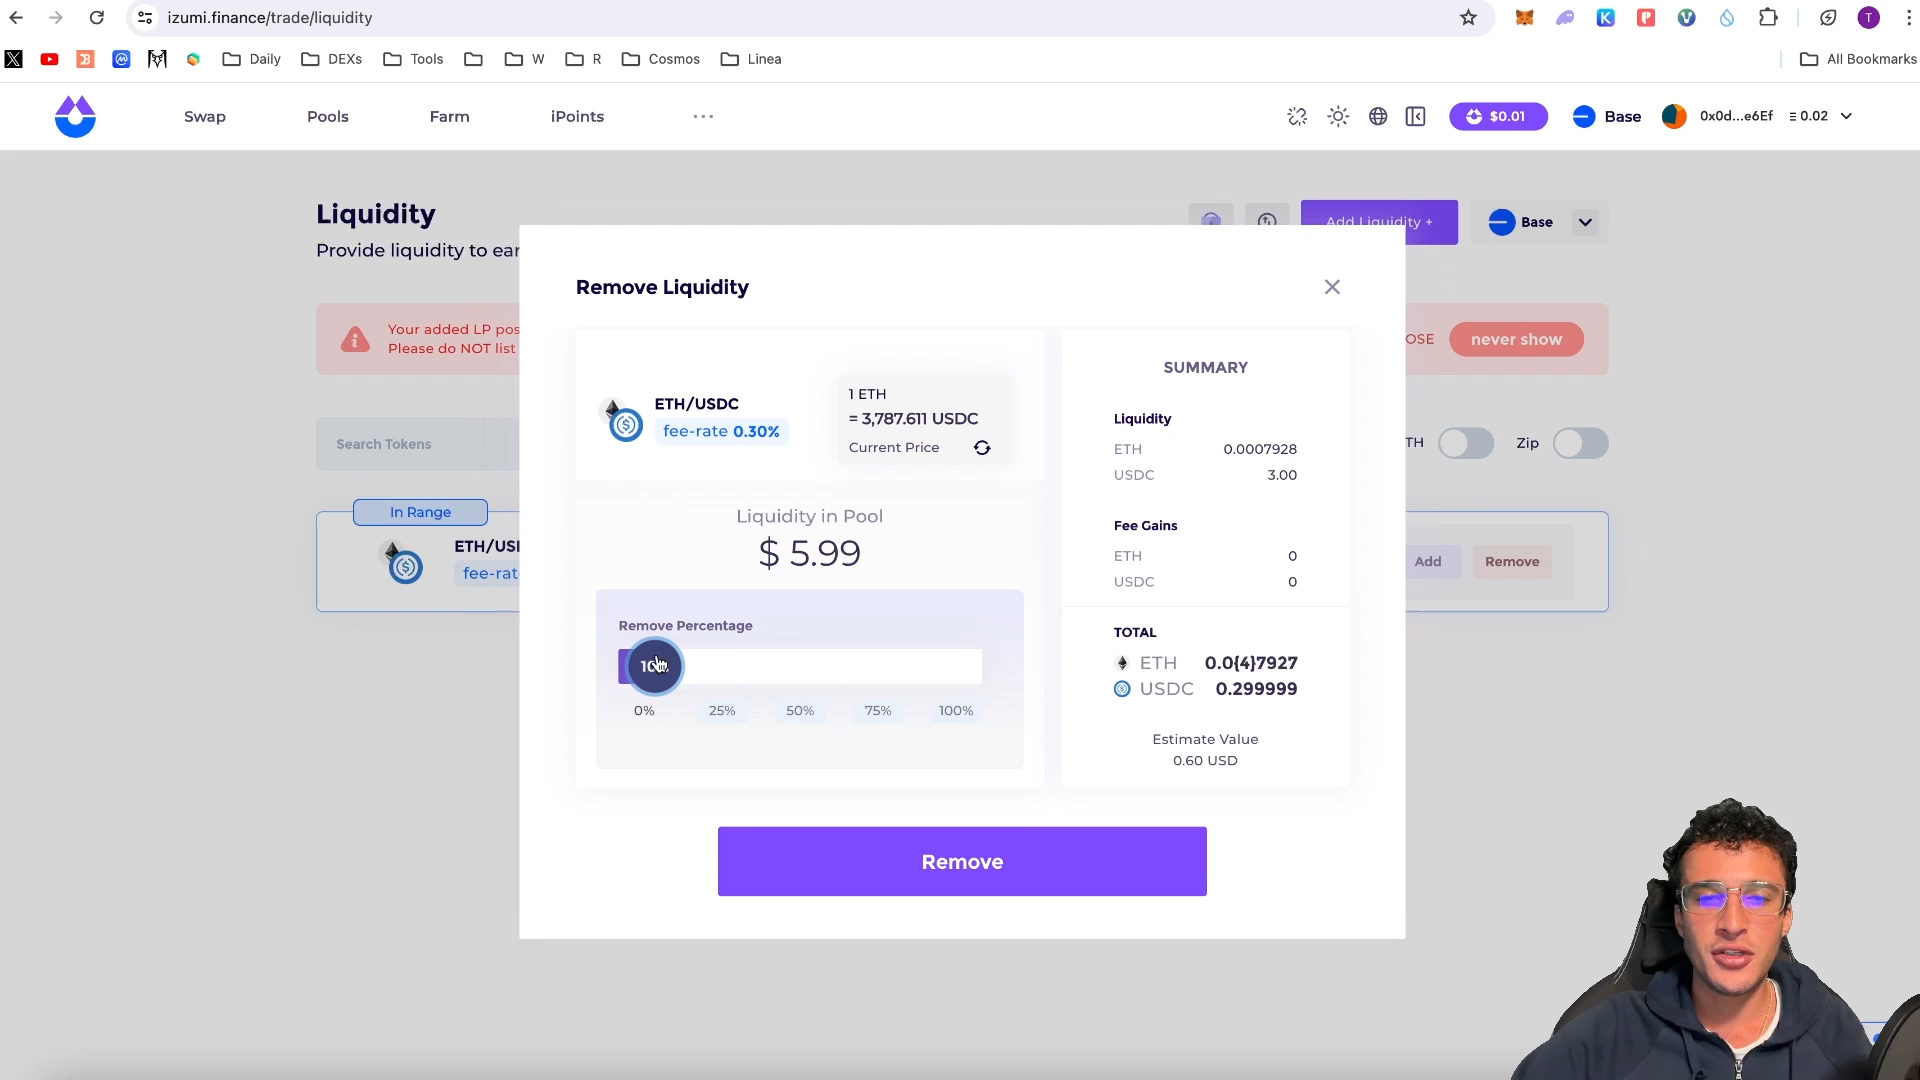 izumi.finance/trade/liquidity
T
Daily
DEXs
Tools
W
R
Cosmos
Linea
All Bookmarks
Swap
Pools
Farm
iPoints
$0.01
Base
0x0d...e6Ef
0.02
Liquidity
Provide liquidity to ear
Add Liquidity +
Base
Your added LP pos
Please do NOT list
OSE
never show
Search Tokens
TH
Zip
In Range
ETH/USD
fee-rat
Add
Remove
Remove Liquidity
ETH/USDC
fee-rate 0.30%
1 ETH
= 3,787.611 USDC
Current Price
Liquidity in Pool
$ 5.99
Remove Percentage
0%
25%
50%
75%
100%
SUMMARY
Liquidity
ETH 0.0007928
USDC 3.00
Fee Gains
ETH 0
USDC 0
TOTAL
ETH 0.0{4}7927
USDC 0.299999
Estimate Value
0.60 USD
Remove